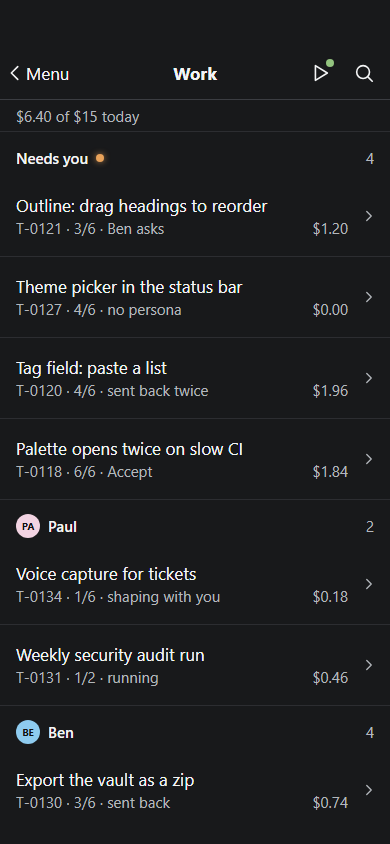 Menu
Work
$6.40 of $15 today
Needs you
4
Outline: drag headings to reorder
T-0121 · 3/6 · Ben asks
$1.20
Theme picker in the status bar
T-0127 · 4/6 · no persona
$0.00
Tag field: paste a list
T-0120 · 4/6 · sent back twice
$1.96
Palette opens twice on slow CI
T-0118 · 6/6 · Accept
$1.84
PA
Paul
2
Voice capture for tickets
T-0134 · 1/6 · shaping with you
$0.18
Weekly security audit run
T-0131 · 1/2 · running
$0.46
BE
Ben
4
Export the vault as a zip
T-0130 · 3/6 · sent back
$0.74